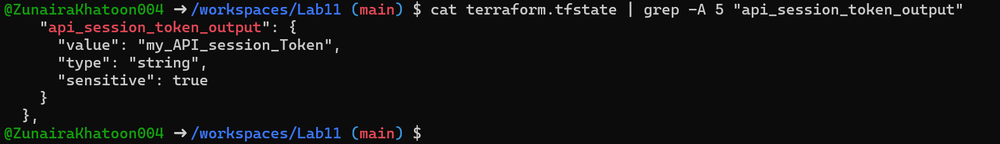 @ZunairaKhatoon004 ➜ /workspaces/Lab11 (main) $ cat terraform.tfstate | grep -A 5 "api_session_token_output"
    "api_session_token_output": {
      "value": "my_API_session_Token",
      "type": "string",
      "sensitive": true
    }
  },
@ZunairaKhatoon004 ➜ /workspaces/Lab11 (main) $